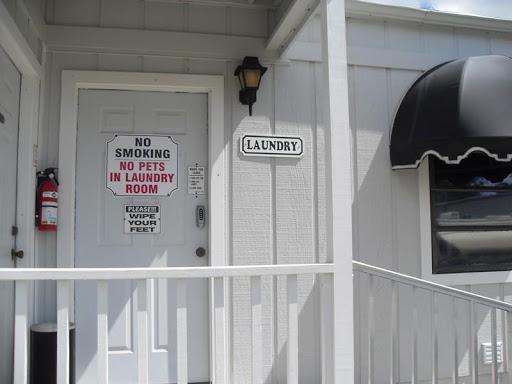 NO
SMOKING
NO PETS
IN LAUNDRY
ROOM
PLEASE!!!
WIPE
YOUR
FEET
LAUNDRY